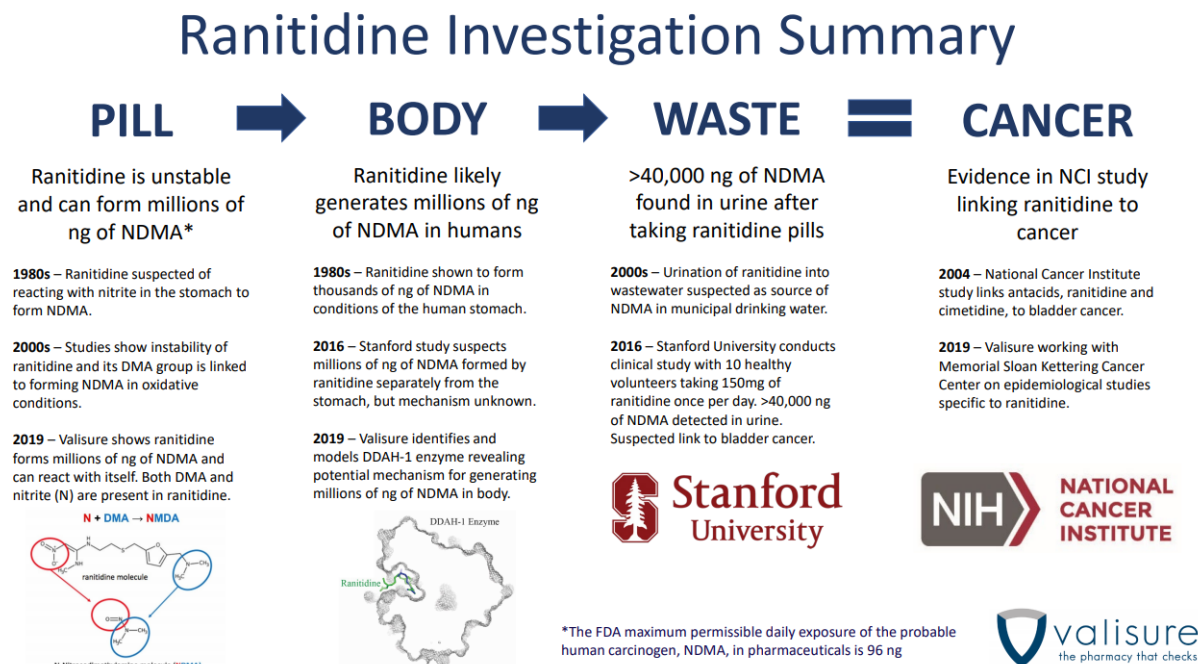 Ranitidine Investigation Summary
PILL
BODY
WASTE
CANCER
Ranitidine is unstable
and can form millions of
ng of NDMA*
1980s – Ranitidine suspected of
reacting with nitrite in the stomach to
form NDMA.
2000s – Studies show instability of
ranitidine and its DMA group is linked
to forming NDMA in oxidative
conditions.
2019 – Valisure shows ranitidine
forms millions of ng of NDMA and
can react with itself. Both DMA and
nitrite (N) are present in ranitidine.
N + DMA → NMDA
ranitidine molecule
Ranitidine likely
generates millions of ng
of NDMA in humans
1980s – Ranitidine shown to form
thousands of ng of NDMA in
conditions of the human stomach.
2016 – Stanford study suspects
millions of ng of NDMA formed by
ranitidine separately from the
stomach, but mechanism unknown.
2019 – Valisure identifies and
models DDAH-1 enzyme revealing
potential mechanism for generating
millions of ng of NDMA in body.
DDAH-1 Enzyme
Ranitidine
>40,000 ng of NDMA
found in urine after
taking ranitidine pills
2000s – Urination of ranitidine into
wastewater suspected as source of
NDMA in municipal drinking water.
2016 – Stanford University conducts
clinical study with 10 healthy
volunteers taking 150mg of
ranitidine once per day. >40,000 ng
of NDMA detected in urine.
Suspected link to bladder cancer.
Stanford
University
Evidence in NCI study
linking ranitidine to
cancer
2004 – National Cancer Institute
study links antacids, ranitidine and
cimetidine, to bladder cancer.
2019 – Valisure working with
Memorial Sloan Kettering Cancer
Center on epidemiological studies
specific to ranitidine.
NIH
NATIONAL
CANCER
INSTITUTE
*The FDA maximum permissible daily exposure of the probable
human carcinogen, NDMA, in pharmaceuticals is 96 ng
valisure
the pharmacy that checks